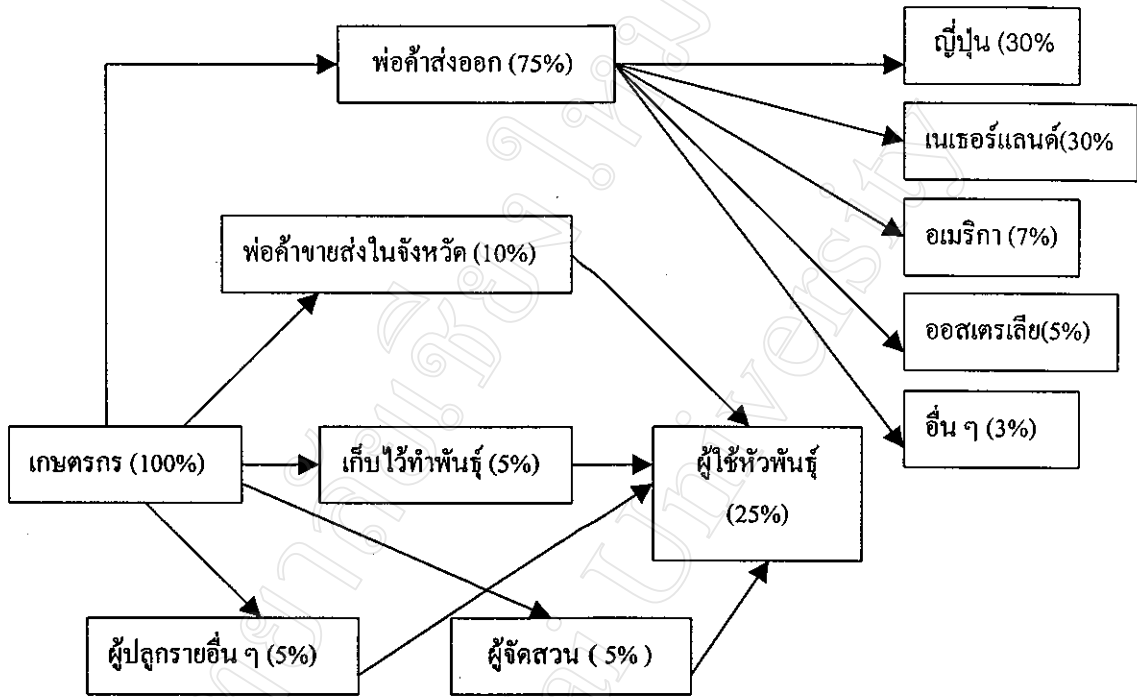 พ่อค้าส่งออก (75%)
ญี่ปุ่น (30%
เนเธอร์แลนด์(30%
อเมริกา (7%)
ออสเตรเลีย(5%)
อื่น ๆ (3%)
พ่อค้าขายส่งในจังหวัด (10%)
เกษตรกร (100%)
เก็บไว้ทำพันธุ์ (5%)
ผู้ใช้หัวพันธุ์
(25%)
ผู้ปลูกรายอื่น ๆ (5%)
ผู้จัดสวน ( 5% )
University